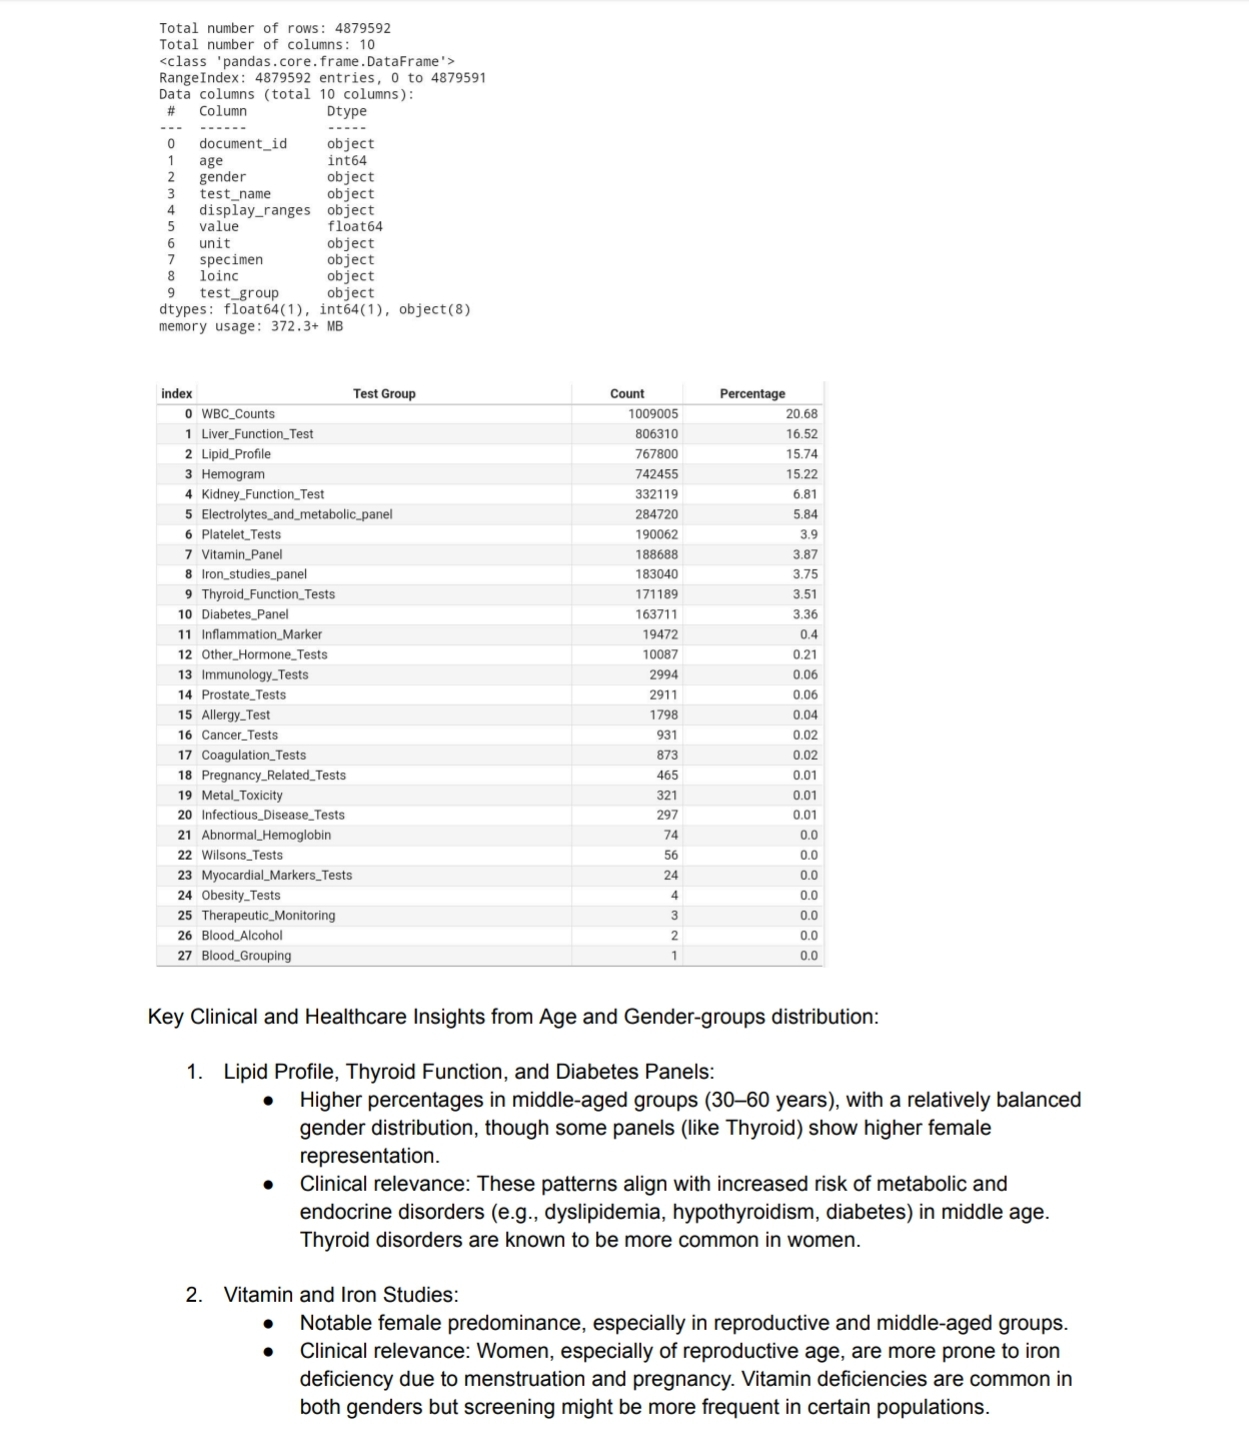 Total number of rows: 4879592
Total number of columns: 10
<class 'pandas.core.frame.DataFrame'>
RangeIndex: 4879592 entries, 0 to 4879591
Data columns (total 10 columns):
# Column Dtype
--- ------ -----
0 document_id object
1 age int64
2 gender object
3 test_name object
4 display_ranges object
5 value float64
6 unit object
7 specimen object
8 loinc object
9 test_group object
dtypes: float64(1), int64(1), object(8)
memory usage: 372.3+ MB
index Test Group Count Percentage
0 WBC_Counts 1009005 20.68
1 Liver_Function_Test 806310 16.52
2 Lipid_Profile 767800 15.74
3 Hemogram 742455 15.22
4 Kidney_Function_Test 332119 6.81
5 Electrolytes_and_metabolic_panel 284720 5.84
6 Platelet_Tests 190062 3.9
7 Vitamin_Panel 188688 3.87
8 Iron_studies_panel 183040 3.75
9 Thyroid_Function_Tests 171189 3.51
10 Diabetes_Panel 163711 3.36
11 Inflammation_Marker 19472 0.4
12 Other_Hormone_Tests 10087 0.21
13 Immunology_Tests 2994 0.06
14 Prostate_Tests 2911 0.06
15 Allergy_Test 1798 0.04
16 Cancer_Tests 931 0.02
17 Coagulation_Tests 873 0.02
18 Pregnancy_Related_Tests 465 0.01
19 Metal_Toxicity 321 0.01
20 Infectious_Disease_Tests 297 0.01
21 Abnormal_Hemoglobin 74 0.0
22 Wilsons_Tests 56 0.0
23 Myocardial_Markers_Tests 24 0.0
24 Obesity_Tests 4 0.0
25 Therapeutic_Monitoring 3 0.0
26 Blood_Alcohol 2 0.0
27 Blood_Grouping 1 0.0
Key Clinical and Healthcare Insights from Age and Gender-groups distribution:
1. Lipid Profile, Thyroid Function, and Diabetes Panels:
● Higher percentages in middle-aged groups (30–60 years), with a relatively balanced
gender distribution, though some panels (like Thyroid) show higher female
representation.
● Clinical relevance: These patterns align with increased risk of metabolic and
endocrine disorders (e.g., dyslipidemia, hypothyroidism, diabetes) in middle age.
Thyroid disorders are known to be more common in women.
2. Vitamin and Iron Studies:
● Notable female predominance, especially in reproductive and middle-aged groups.
● Clinical relevance: Women, especially of reproductive age, are more prone to iron
deficiency due to menstruation and pregnancy. Vitamin deficiencies are common in
both genders but screening might be more frequent in certain populations.